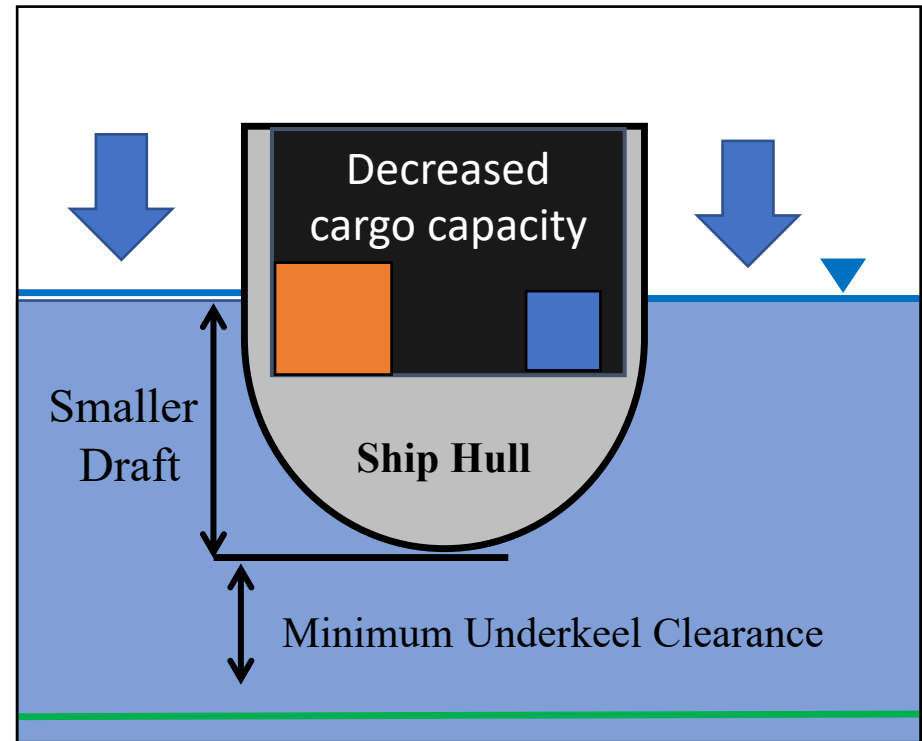 Decreased
cargo capacity
Smaller
Draft
Ship Hull
Minimum Underkeel Clearance